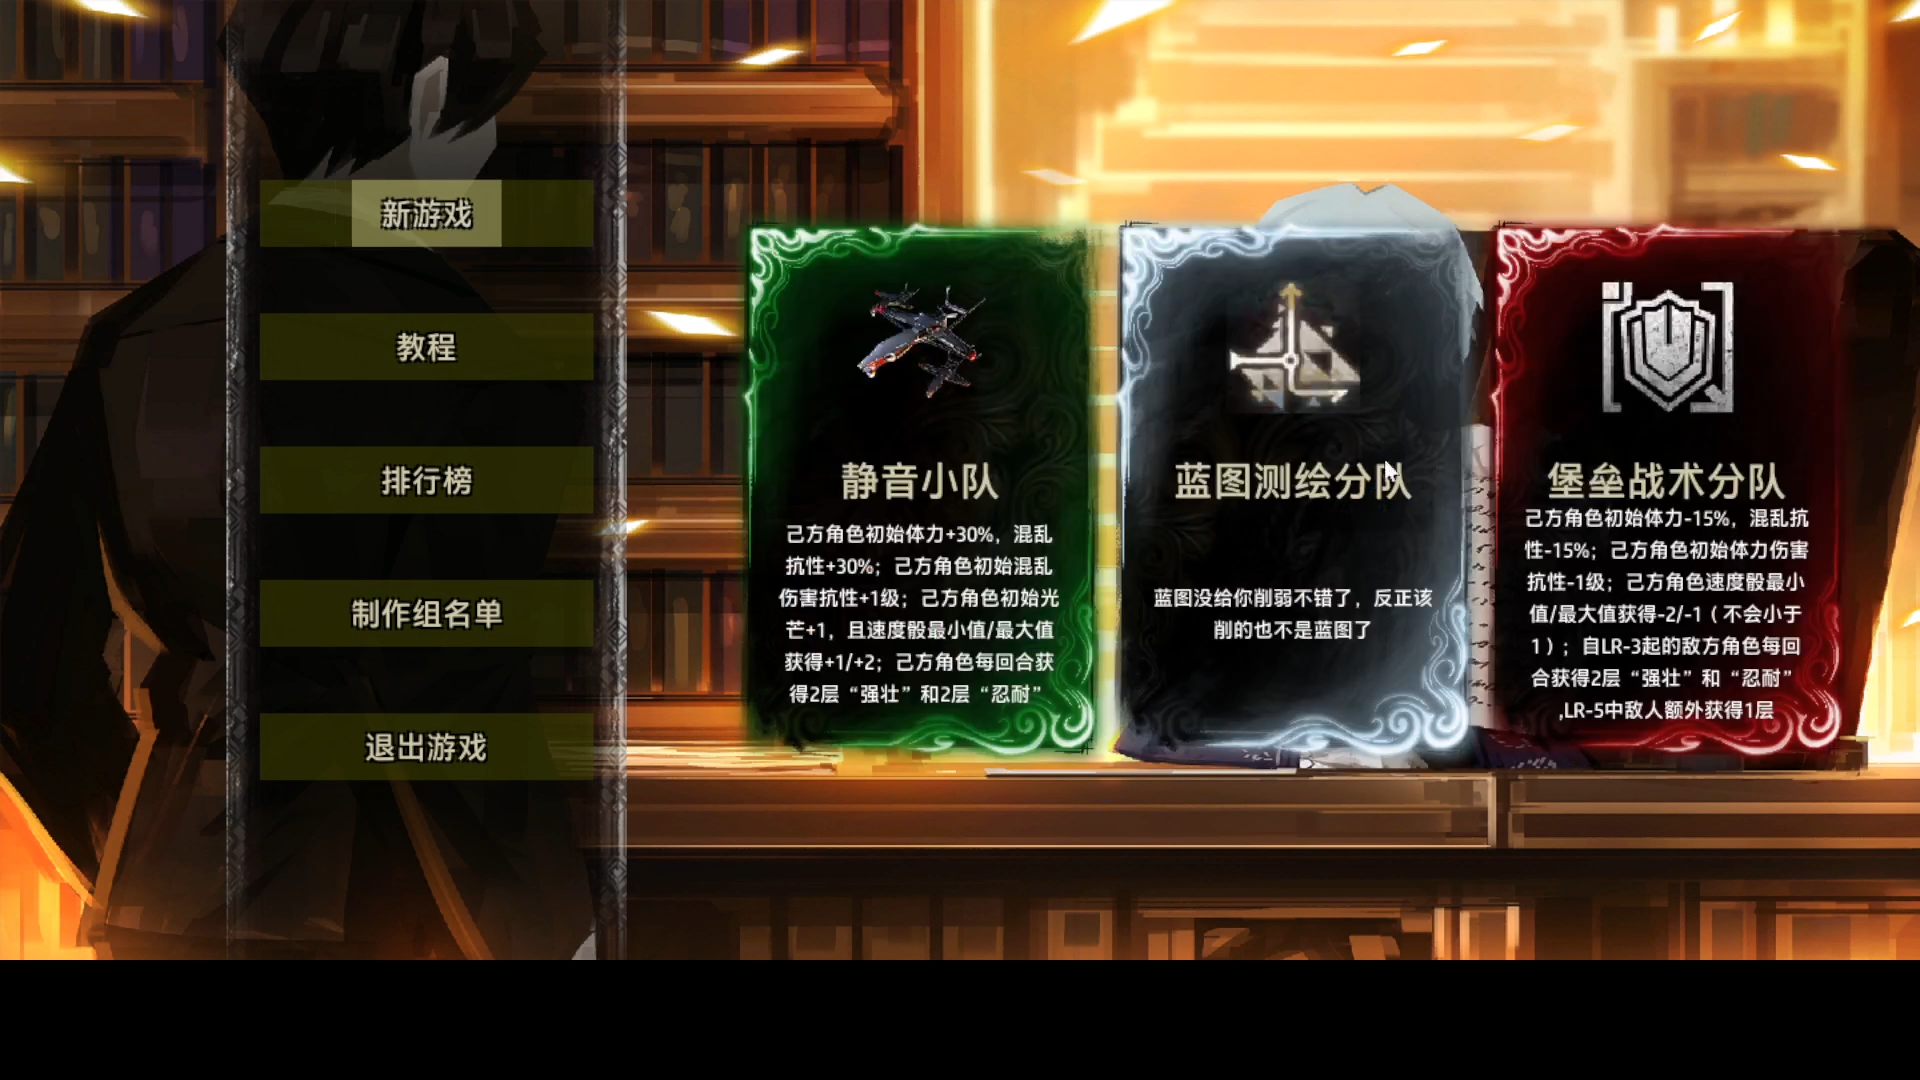 新游戏
教程
排行榜
制作组名单
退出游戏
静音小队
己方角色初始体力+30%，混乱
抗性+30%；己方角色初始混乱
伤害抗性+1级；己方角色初始光
芒+1，且速度骰最小值/最大值
获得+1/+2；己方角色每回合获
得2层“强壮”和2层“忍耐”
蓝图测绘分队
蓝图没给你削弱不错了，反正该
削的也不是蓝图了
堡垒战术分队
己方角色初始体力-15%，混乱抗
性-15%；己方角色初始体力伤害
抗性-1级；己方角色速度骰最小
值/最大值获得-2/-1（不会小于
1）；自LR-3起的敌方角色每回
合获得2层“强壮”和“忍耐”
,LR-5中敌人额外获得1层